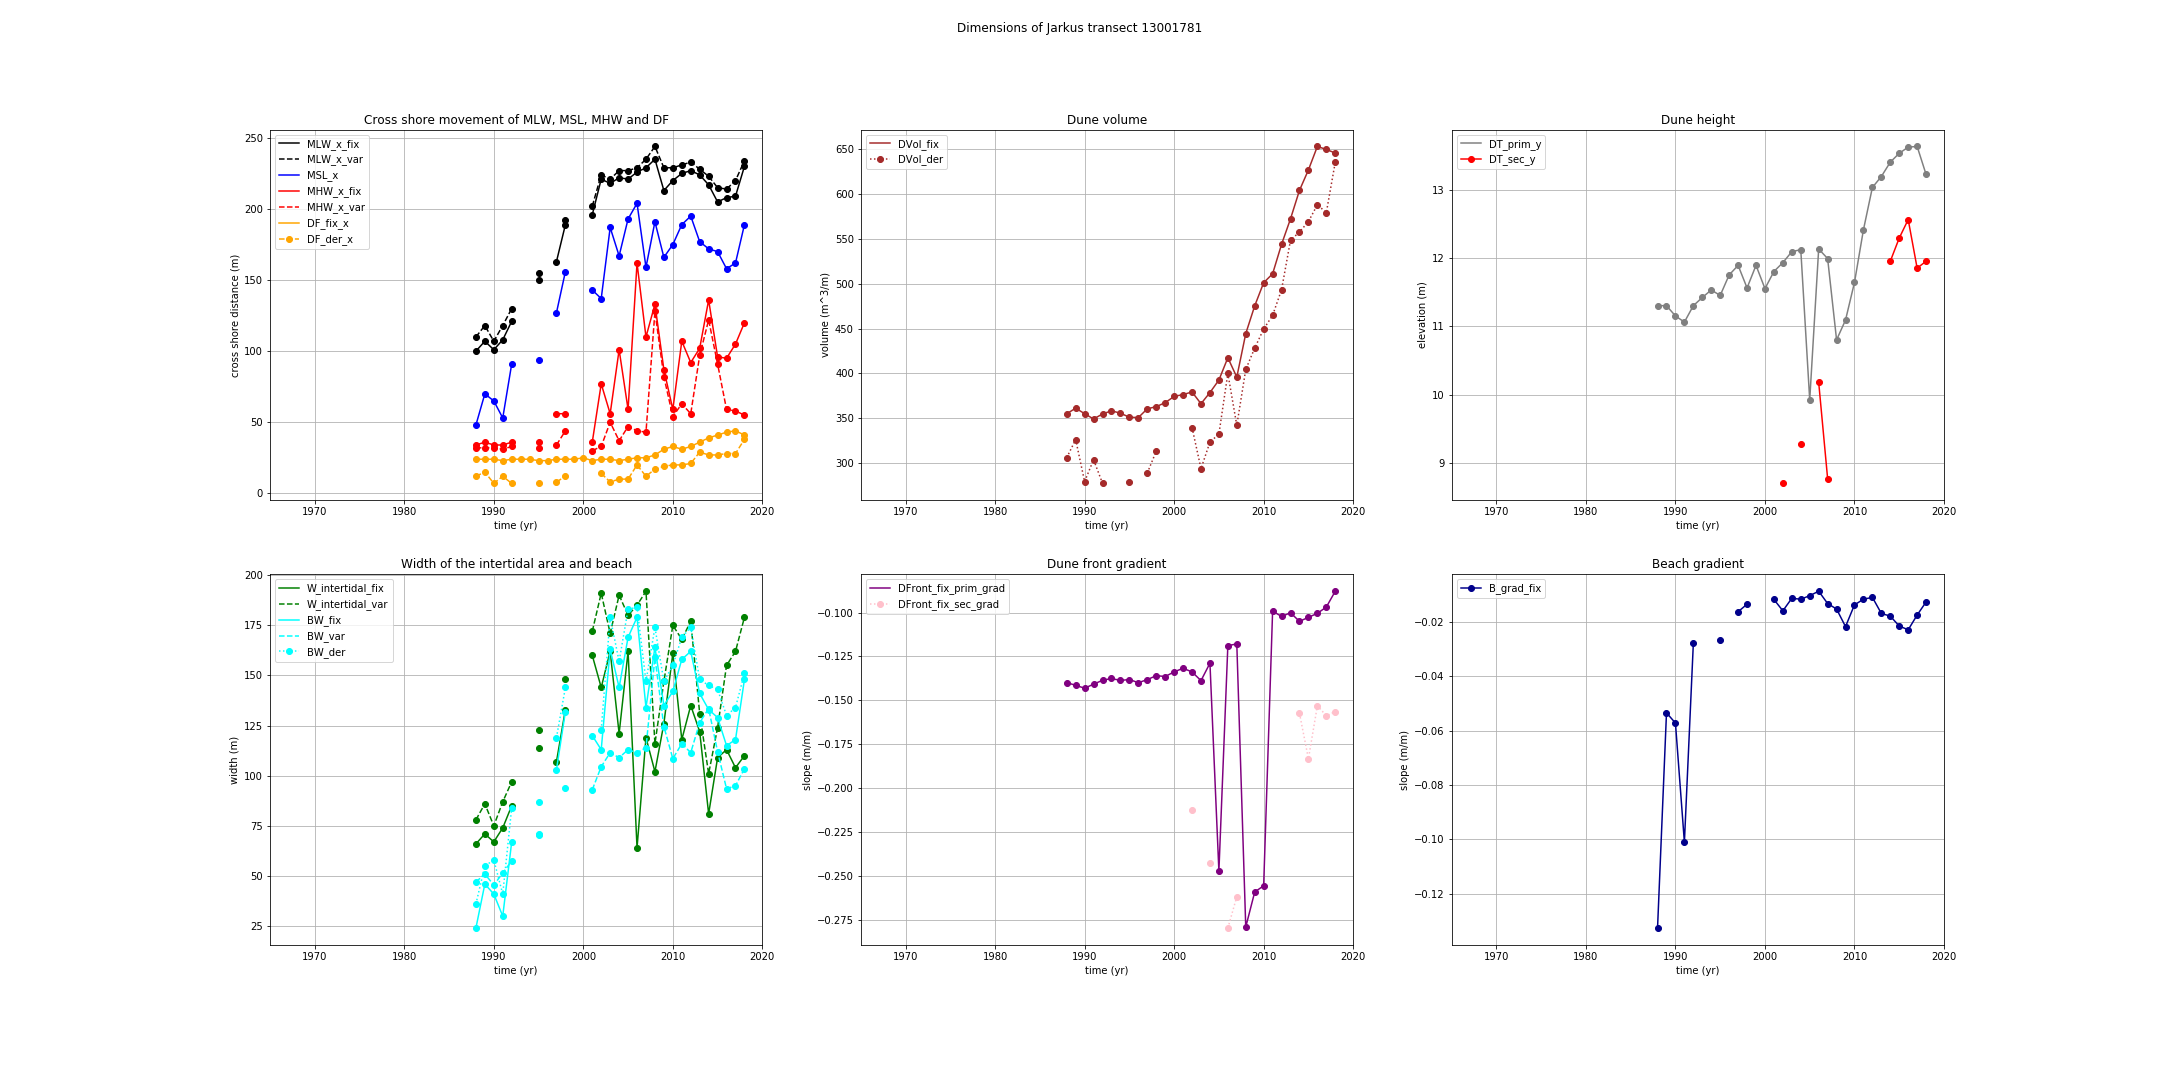 Dimensions of Jarkus transect 13001781
Cross shore movement of MLW, MSL, MHW and DF
250
200
150
100
50
0
cross shore distance (m)
MLW_x_fix
MLW_x_var
MSL_x
MHW_x_fix
MHW_x_var
DF_fix_x
DF_der_x
1970 1980 1990 2000 2010 2020
time (yr)
Dune volume
650
600
550
500
450
400
350
300
volume (m^3/m)
DVol_fix
DVol_der
1970 1980 1990 2000 2010 2020
time (yr)
Dune height
13
12
11
10
9
elevation (m)
DT_prim_y
DT_sec_y
1970 1980 1990 2000 2010 2020
time (yr)
Width of the intertidal area and beach
200
175
150
125
100
75
50
25
width (m)
W_intertidal_fix
W_intertidal_var
BW_fix
BW_var
BW_der
1970 1980 1990 2000 2010 2020
time (yr)
Dune front gradient
−0.100
−0.125
−0.150
−0.175
−0.200
−0.225
−0.250
−0.275
slope (m/m)
DFront_fix_prim_grad
DFront_fix_sec_grad
1970 1980 1990 2000 2010 2020
time (yr)
Beach gradient
−0.02
−0.04
−0.06
−0.08
−0.10
−0.12
slope (m/m)
B_grad_fix
1970 1980 1990 2000 2010 2020
time (yr)